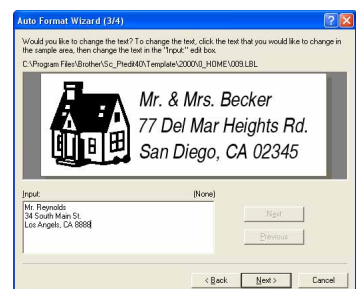 Auto Format Wizard (3/4)
Would you like to change the text? To change the text, click the text that you would like to change in
the sample area, then change the text in the "Input:" edit box.
C:\Program Files\Brother\Sc_Ptedit40\Template\2000\0_HOME\009.LBL
Mr. & Mrs. Becker
77 Del Mar Heights Rd.
San Diego, CA 02345
Input:
(None)
Mr. Reynolds
34 South Main St.
Los Angels, CA 8888
Next
Previous
< Back
Next >
Cancel